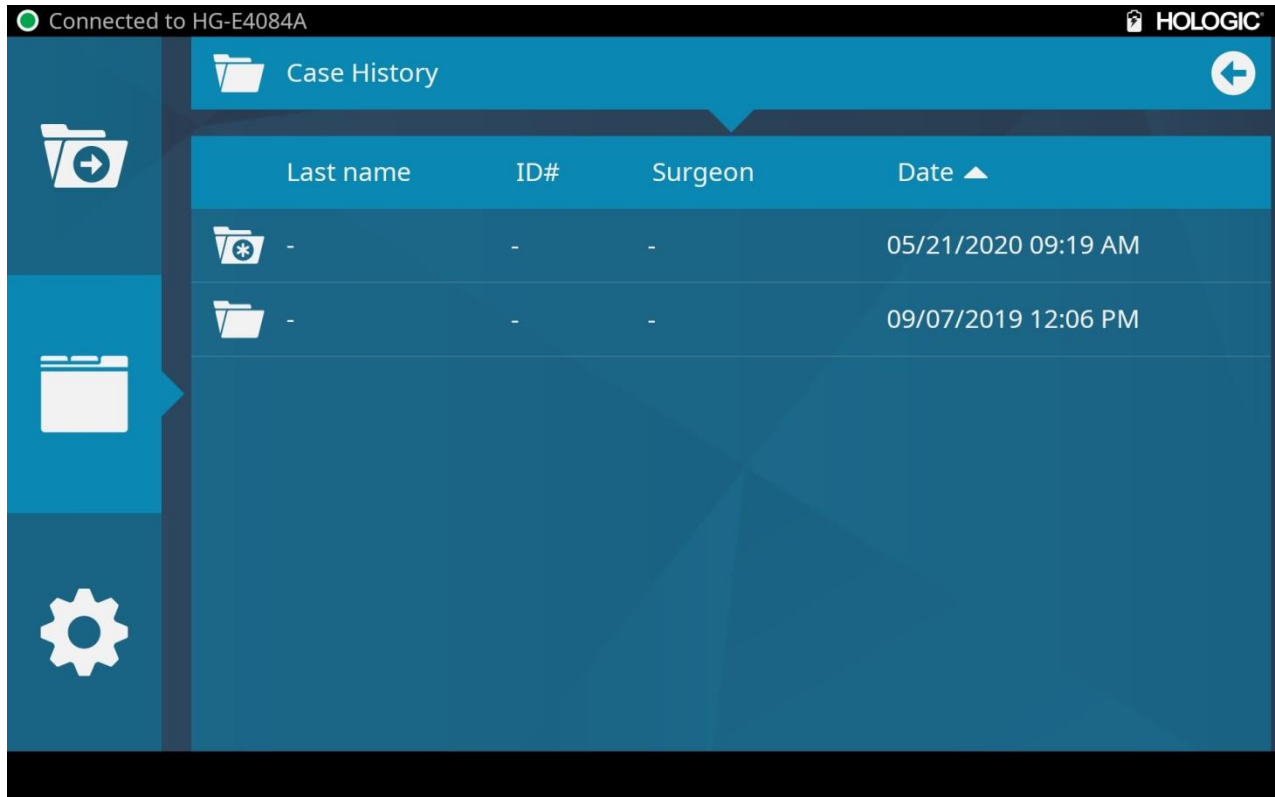 Connected to HG-E4084A HOLOGIC®
Case History
Last name ID# Surgeon Date
- - - 05/21/2020 09:19 AM
- - - 09/07/2019 12:06 PM